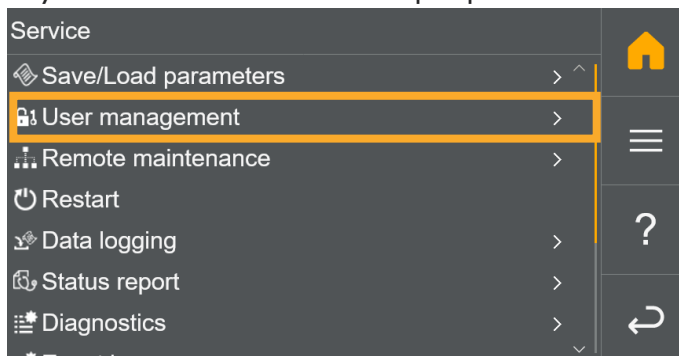 Service
Save/Load parameters
User management
Remote maintenance
Restart
Data logging
?
Status report
Diagnostics